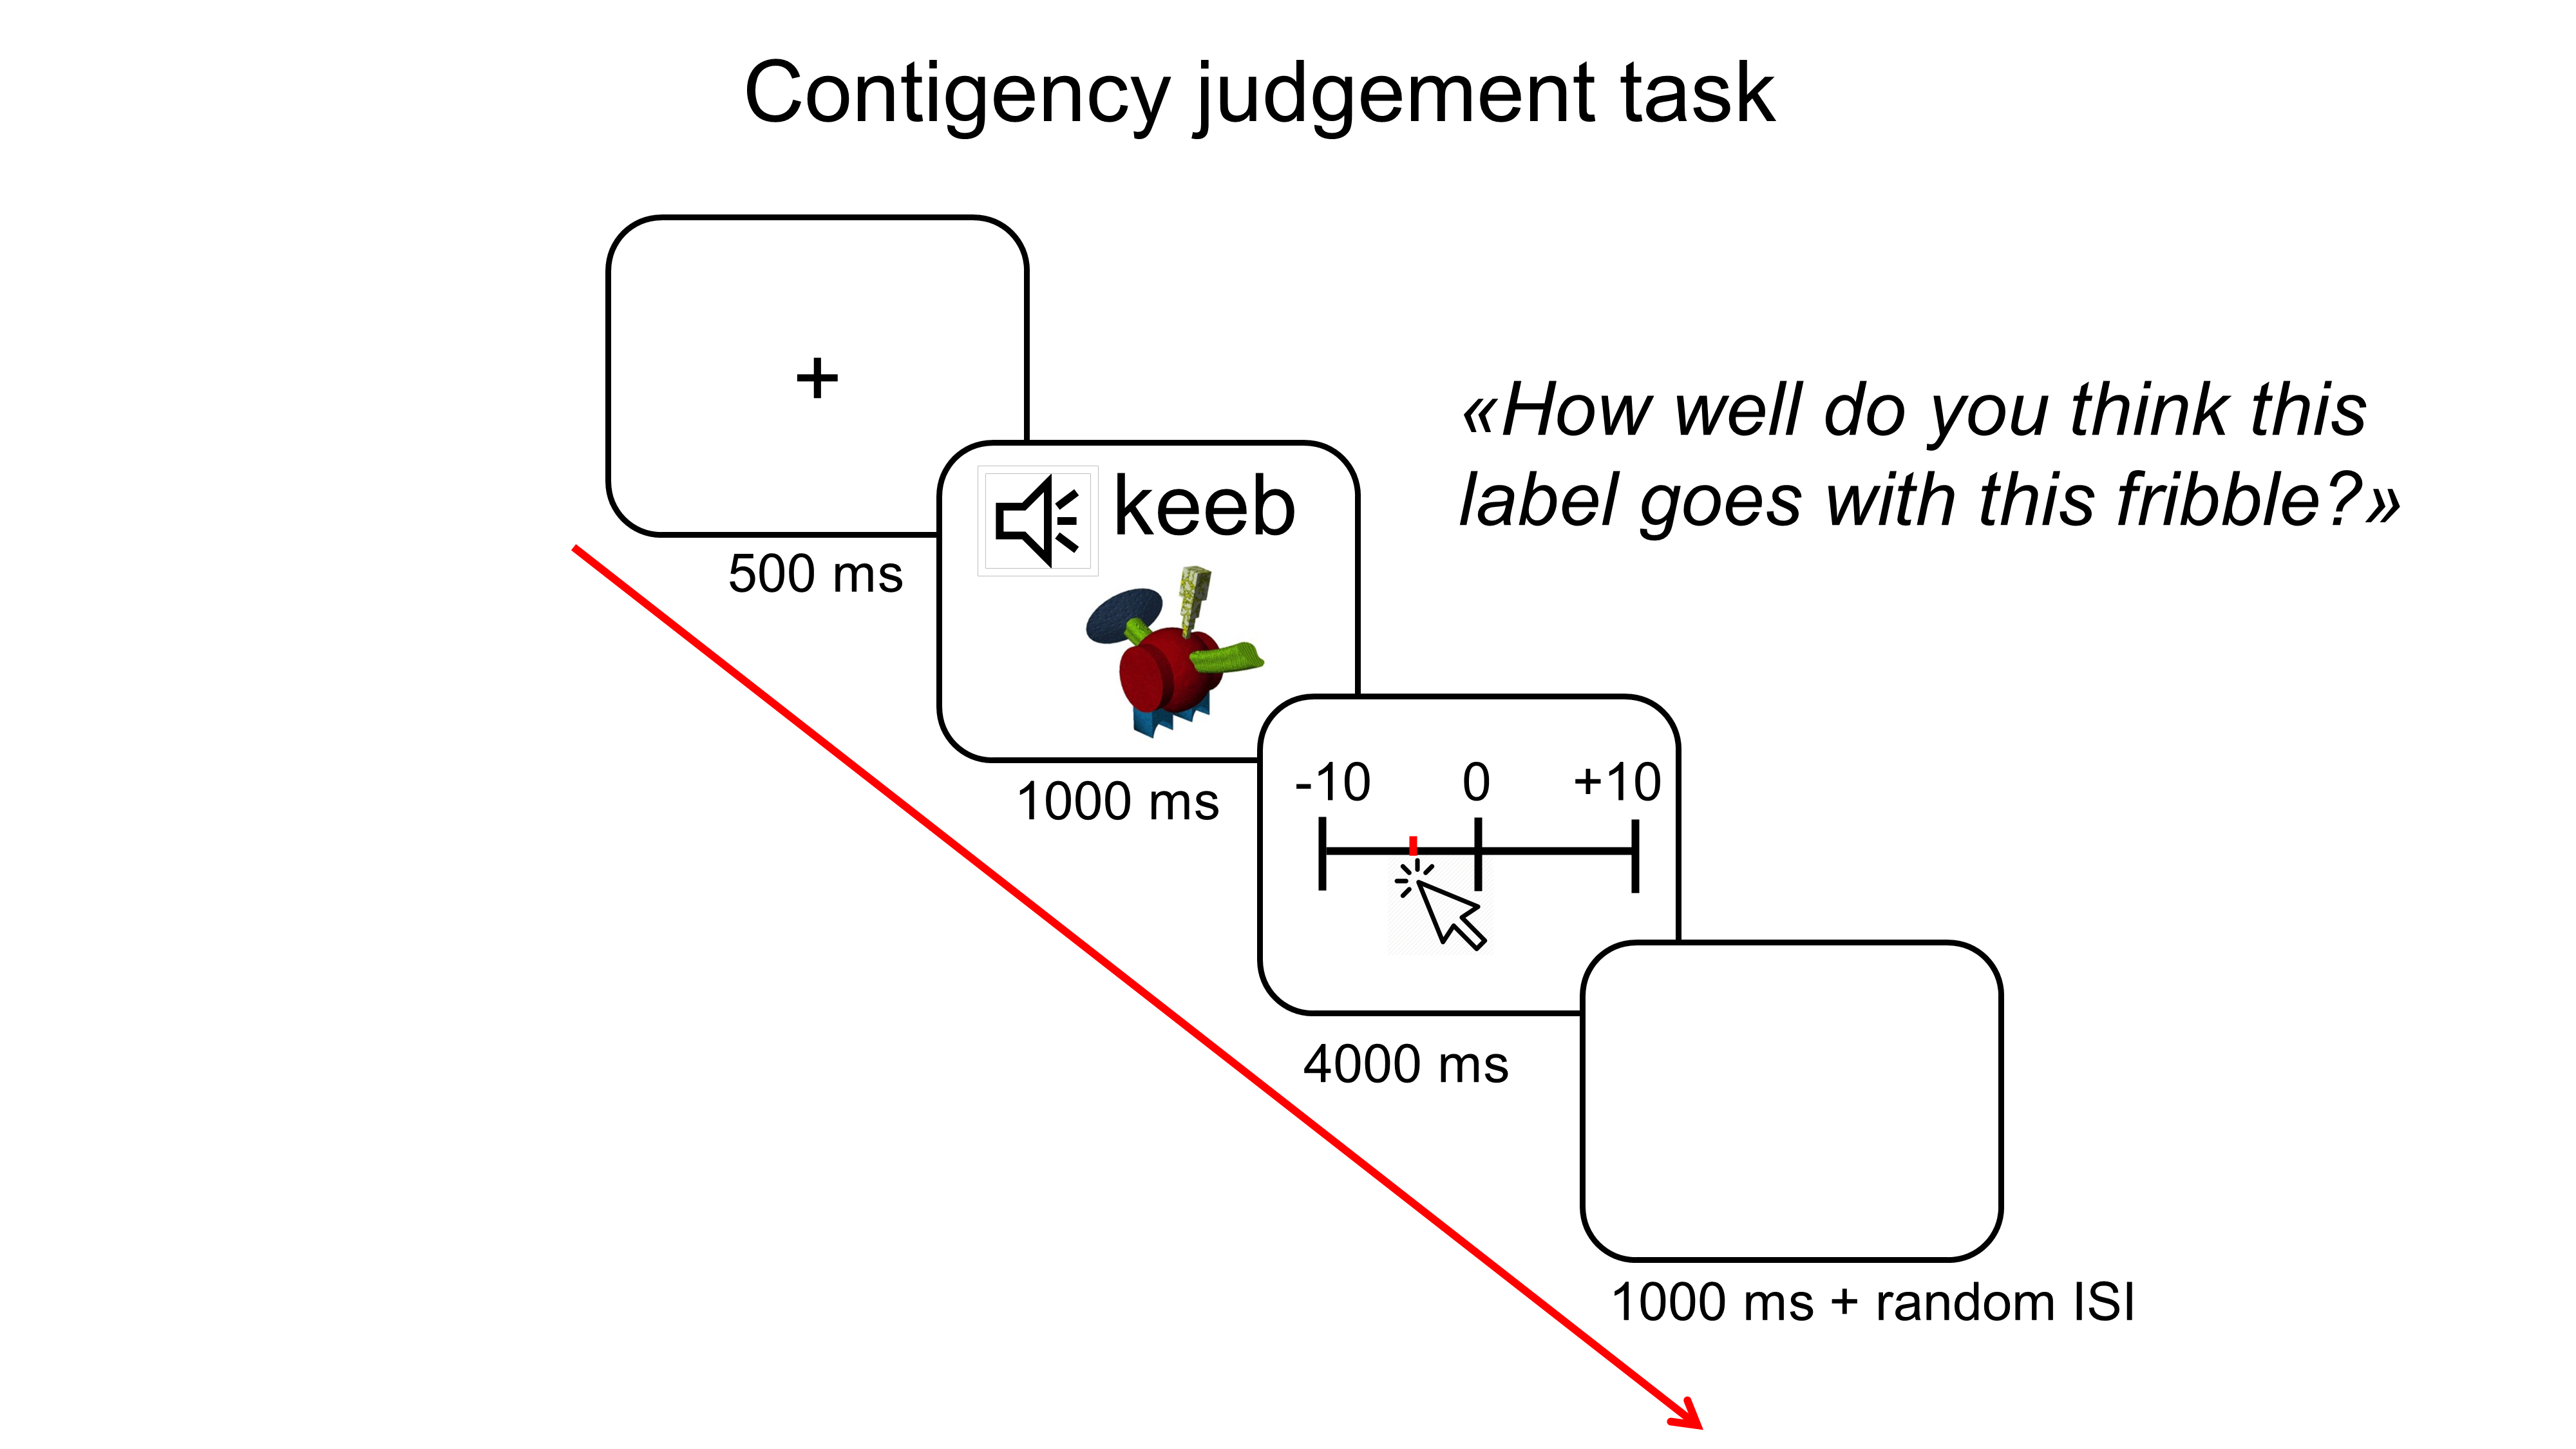 Contigency judgement task
+
«How well do you think this
label goes with this fribble?»
keeb
500 ms
1000 ms
-10 0 +10
4000 ms
1000 ms + random ISI